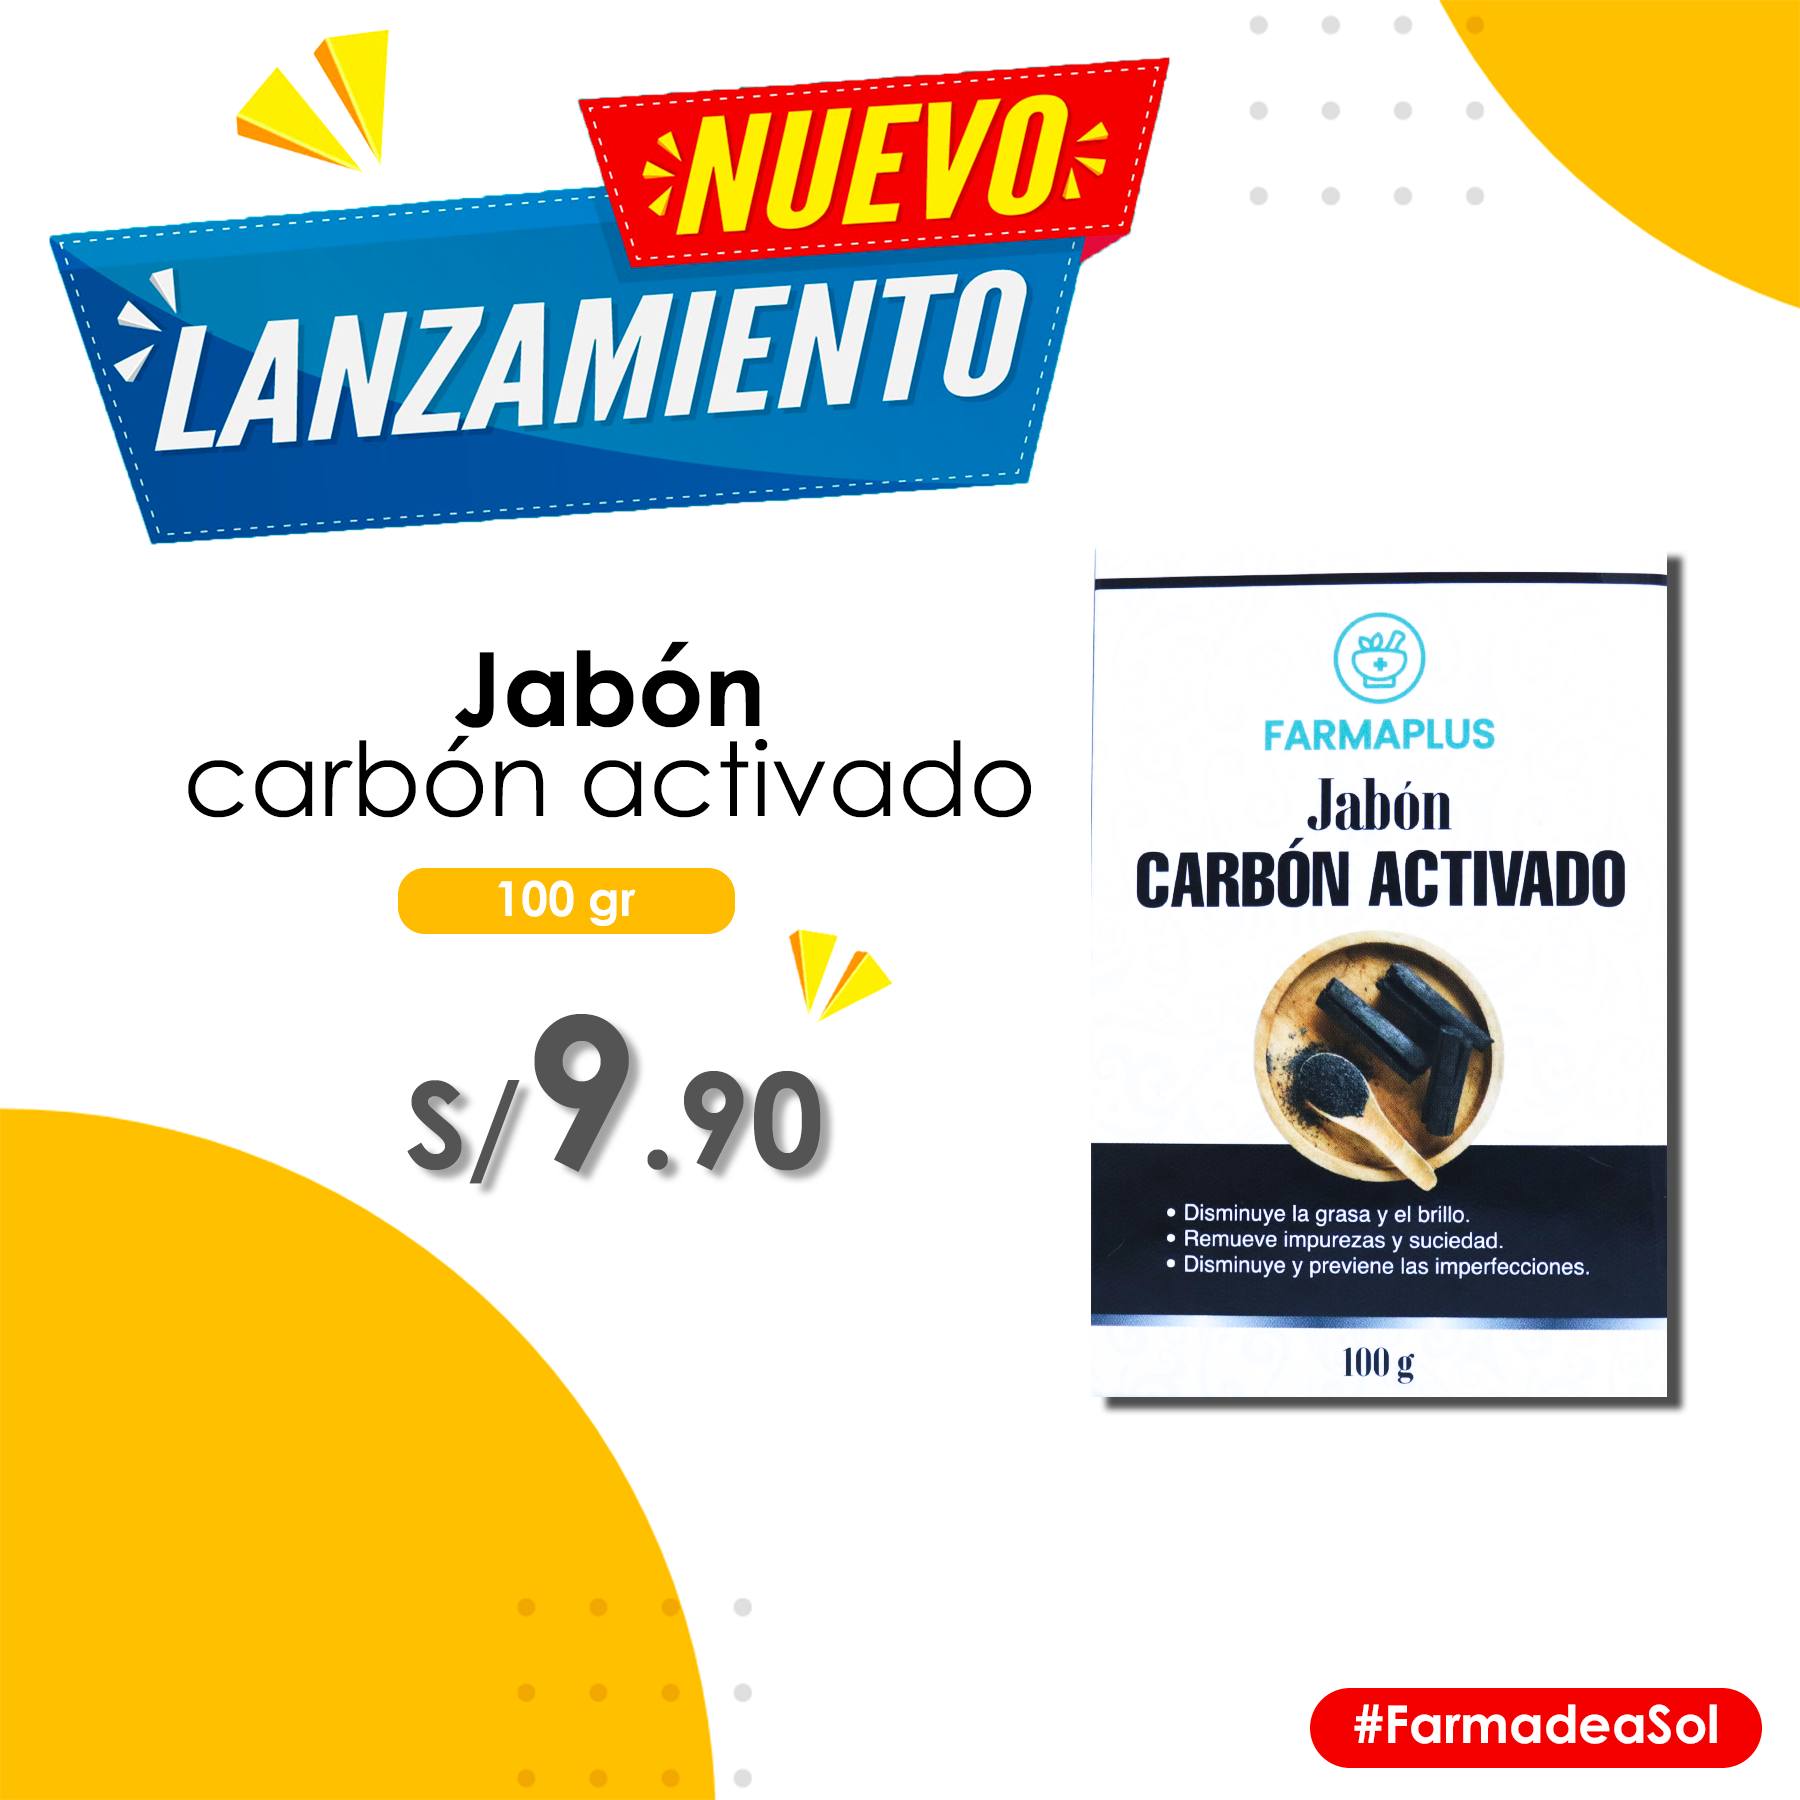 NUEVO
LANZAMIENTO
Jabón
carbón activado
100 gr
S/9.90
FARMAPLUS
Jabón
CARBÓN ACTIVADO
• Disminuye la grasa y el brillo.
• Remueve impurezas y suciedad.
• Disminuye y previene las imperfecciones.
100 g
#FarmadeaSol